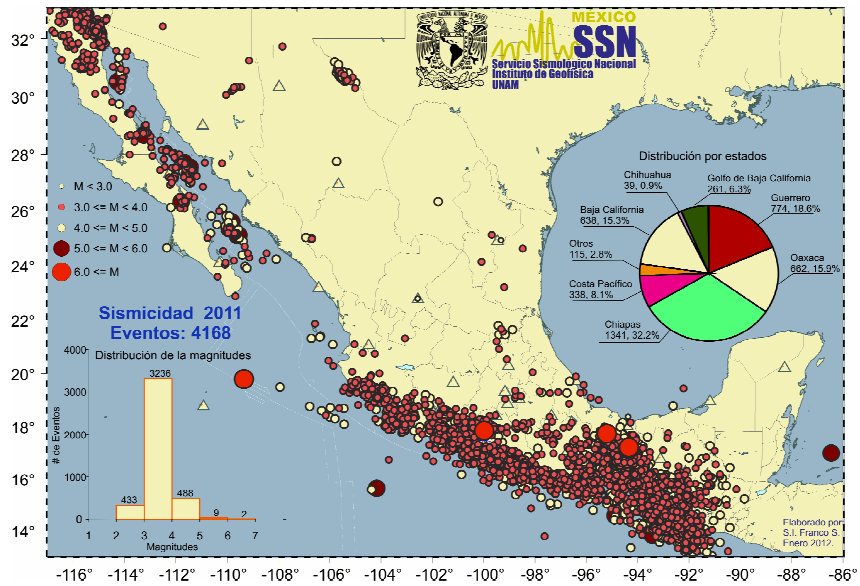 MÉXICO
SSN
Servicio Sismológico Nacional
Instituto de Geofísica
UNAM
32°
30°
28°
26°
24°
22°
20°
18°
16°
14°
M < 3.0
3.0 <= M < 4.0
4.0 <= M < 5.0
5.0 <= M < 6.0
6.0 <= M
Distribución por estados
Chihuahua
39, 0.9%
Golfo de Baja California
261, 6.3%
Guerrero
774, 18.6%
Baja California
638, 15.3%
Otros
115, 2.8%
Oaxaca
662, 15.9%
Costa Pacífico
338, 8.1%
Chiapas
1341, 32.2%
Sismicidad 2011
Eventos: 4168
Distribución de la magnitudes
4000
3000
2000
1000
0
# de Eventos
433
3236
488
9
2
1 2 3 4 5 6 7
Magnitudes
Elaborado por
S.I. Franco S.
Enero 2012.
-116° -114° -112° -110° -108° -106° -104° -102° -100° -98° -96° -94° -92° -90° -88° -86°